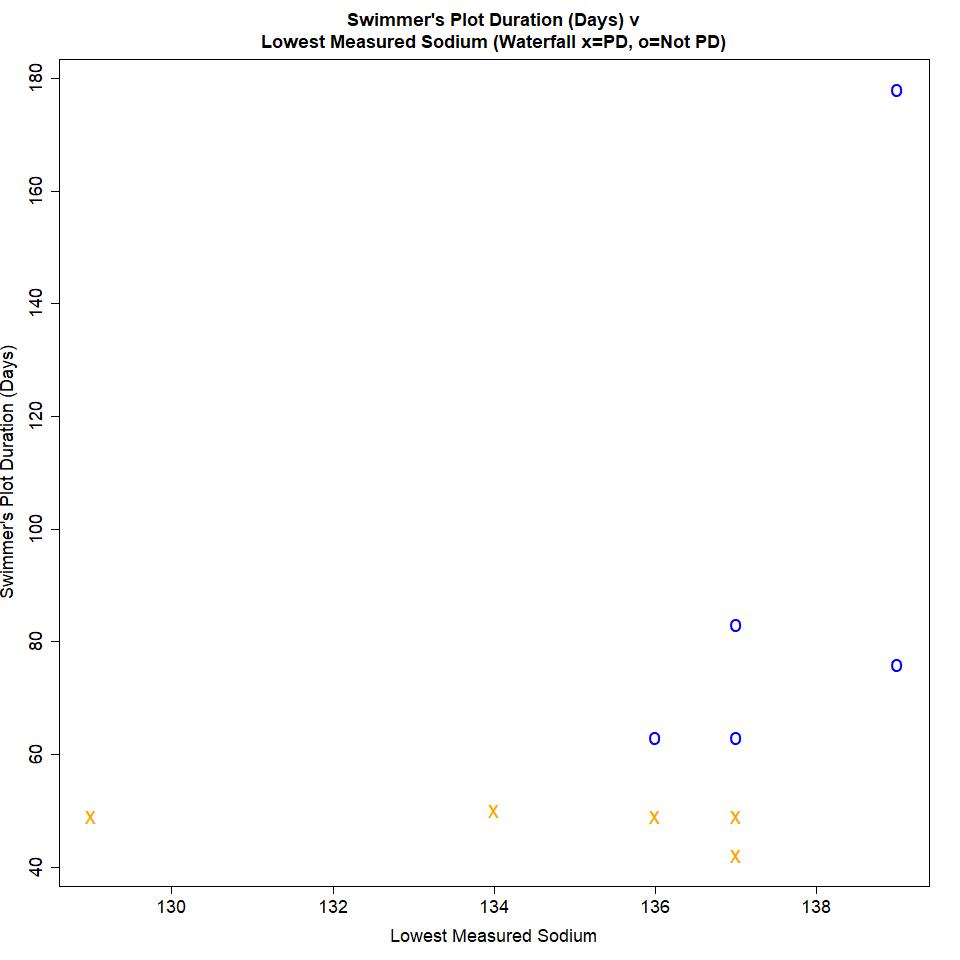 Swimmer's Plot Duration (Days) v
Lowest Measured Sodium (Waterfall x=PD, o=Not PD)
Swimmer's Plot Duration (Days)
180
160
140
120
100
80
60
40
o
o
o
o
o
x
x
x
x
x
130 132 134 136 138
Lowest Measured Sodium